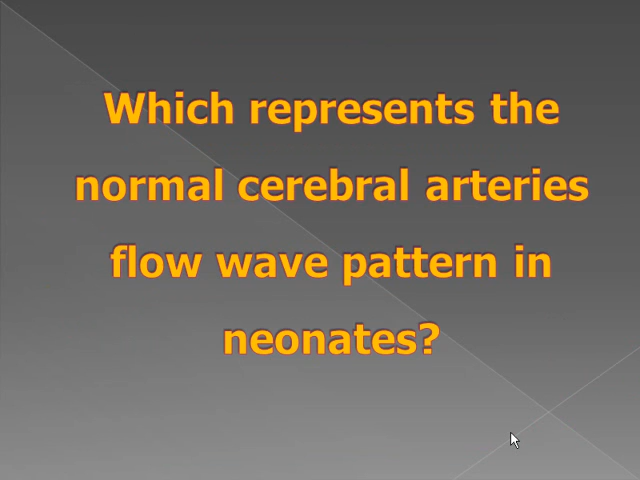 Which represents the
normal cerebral arteries
flow wave pattern in
neonates?